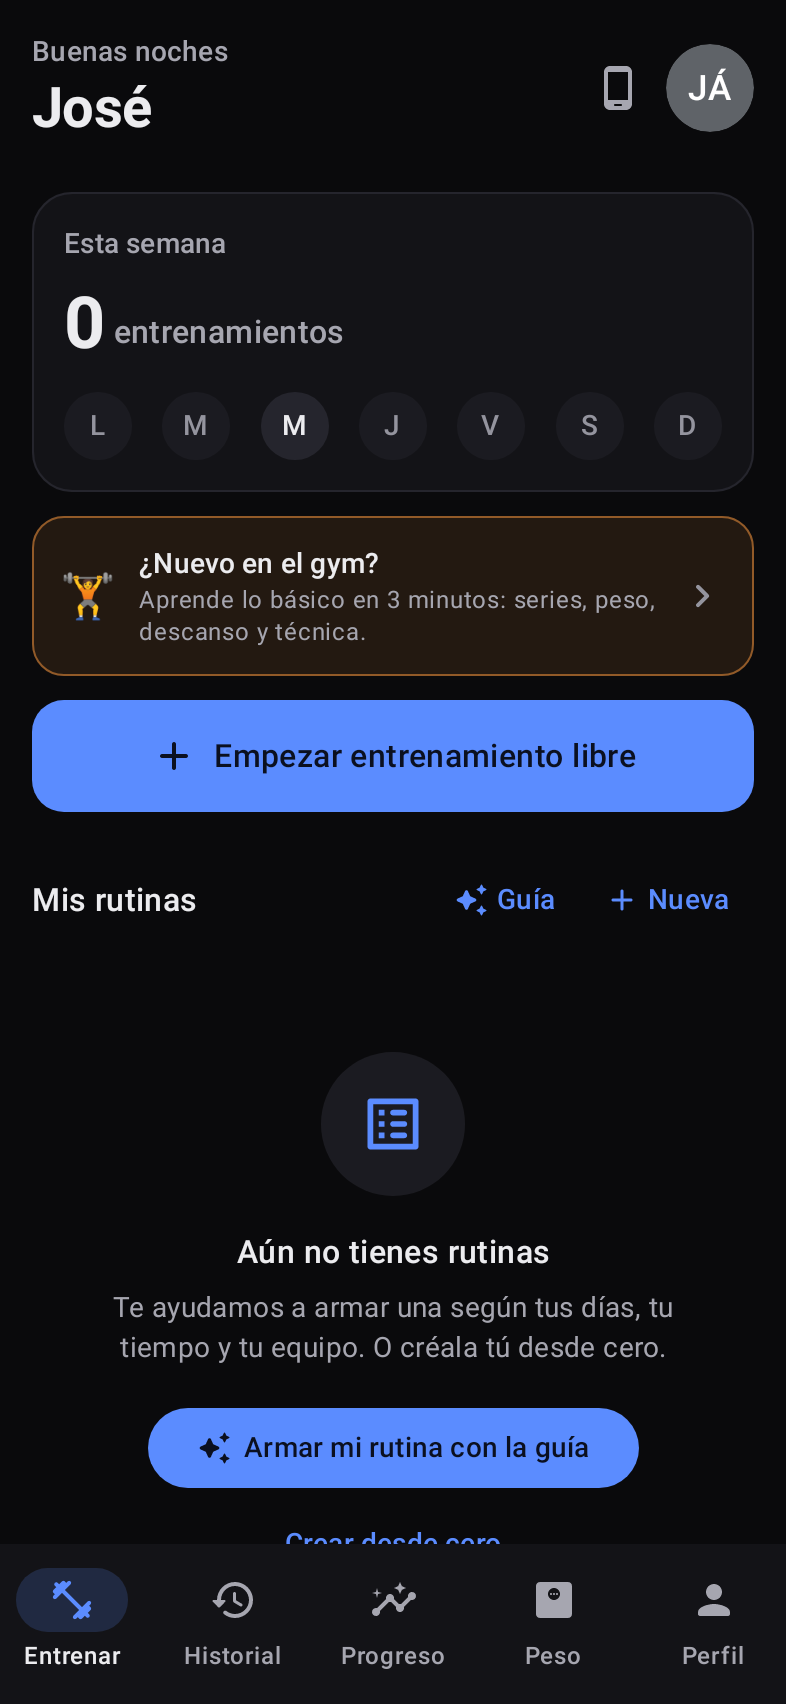 Buenas noches
José
JÁ
Esta semana
0 entrenamientos
L M M J V S D
¿Nuevo en el gym?
Aprende lo básico en 3 minutos: series, peso,
descanso y técnica.
Empezar entrenamiento libre
Mis rutinas
Guía
Nueva
Aún no tienes rutinas
Te ayudamos a armar una según tus días, tu
tiempo y tu equipo. O créala tú desde cero.
Armar mi rutina con la guía
Crear desde cero
Entrenar
Historial
Progreso
Peso
Perfil